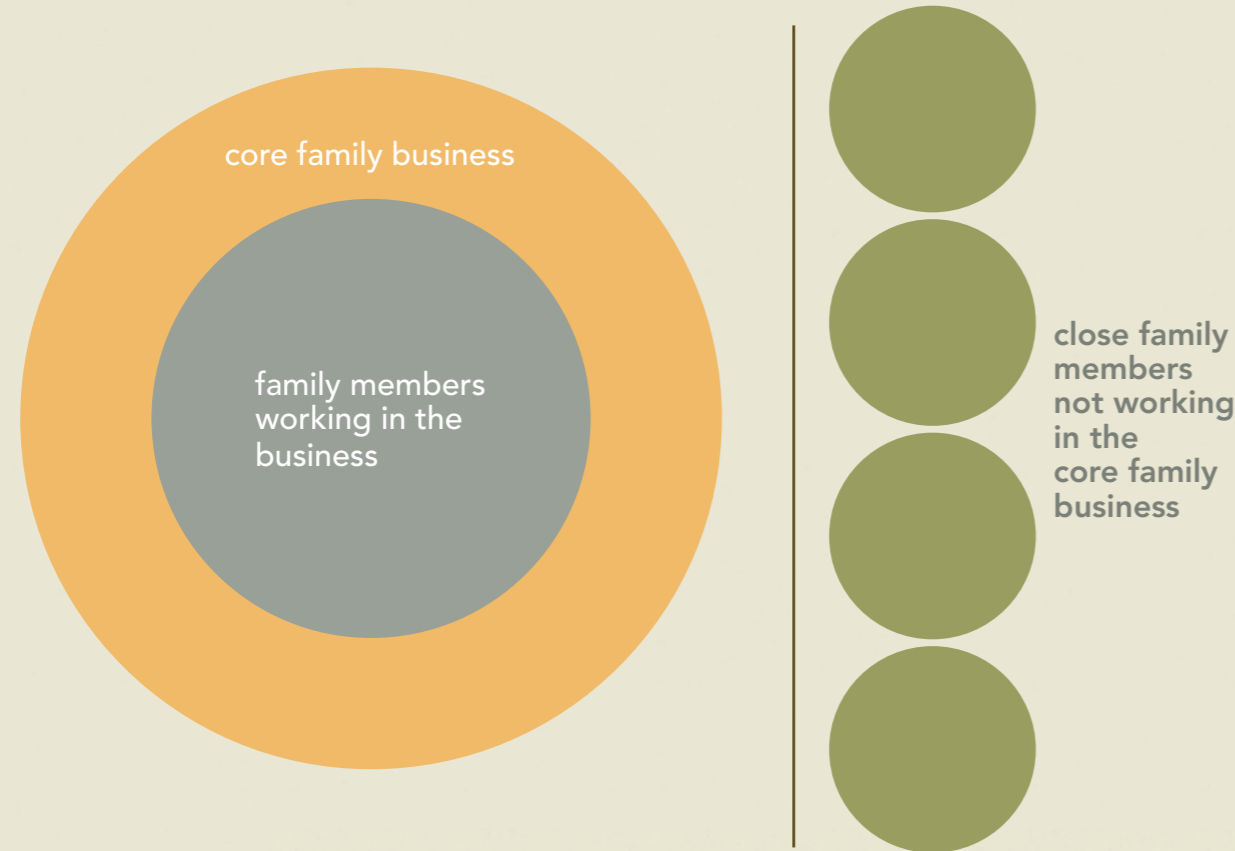 core family business
family members
working in the
business
close family
members
not working
in the
core family
business